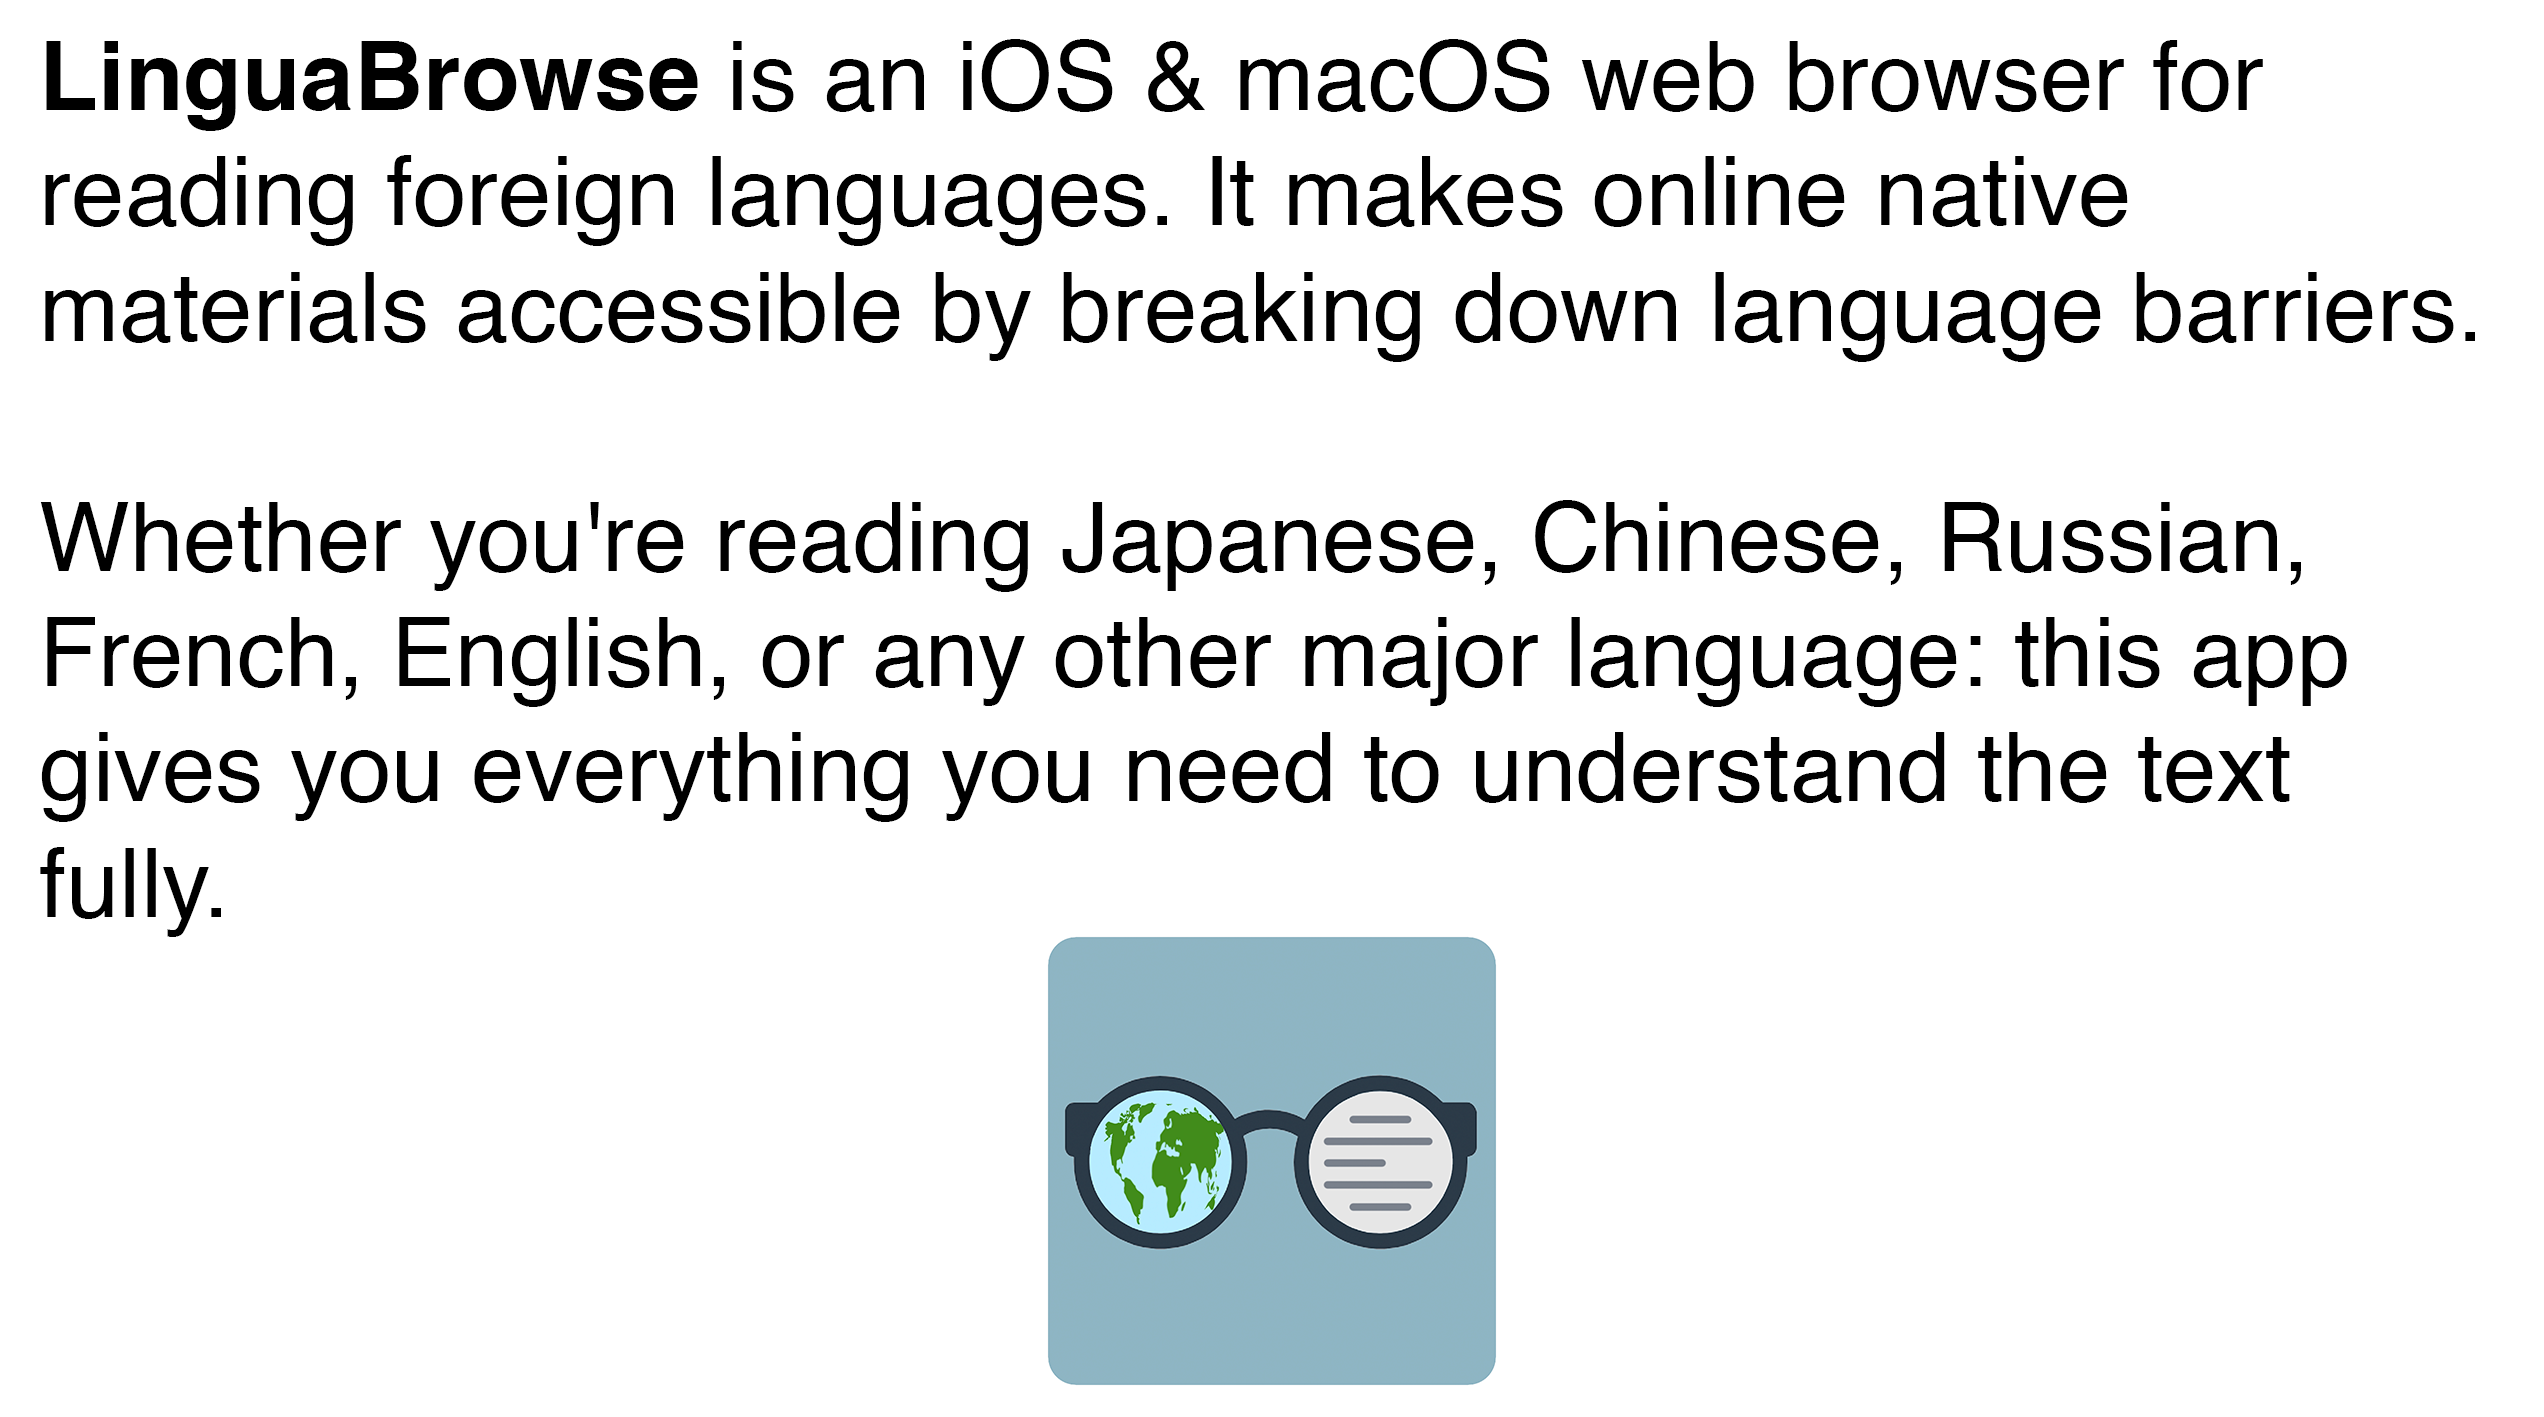 LinguaBrowse is an iOS & macOS web browser for
reading foreign languages. It makes online native
materials accessible by breaking down language barriers.
Whether you're reading Japanese, Chinese, Russian,
French, English, or any other major language: this app
gives you everything you need to understand the text
fully.